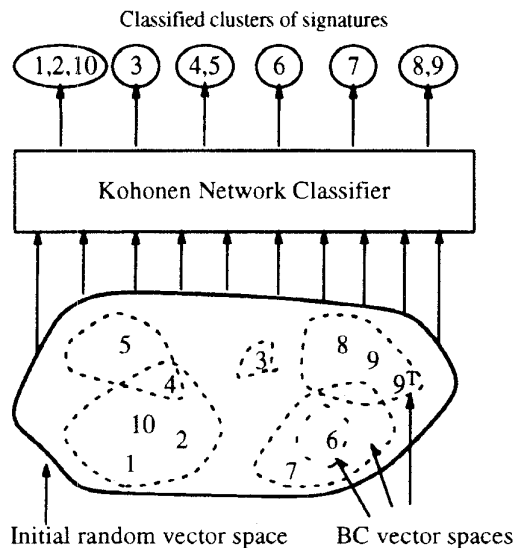 Classified clusters of signatures
1,2,10 3 4,5 6 7 8,9
Kohonen Network Classifier
5 3 8 9
4 9T
10 2 6
1 7
Initial random vector space BC vector spaces